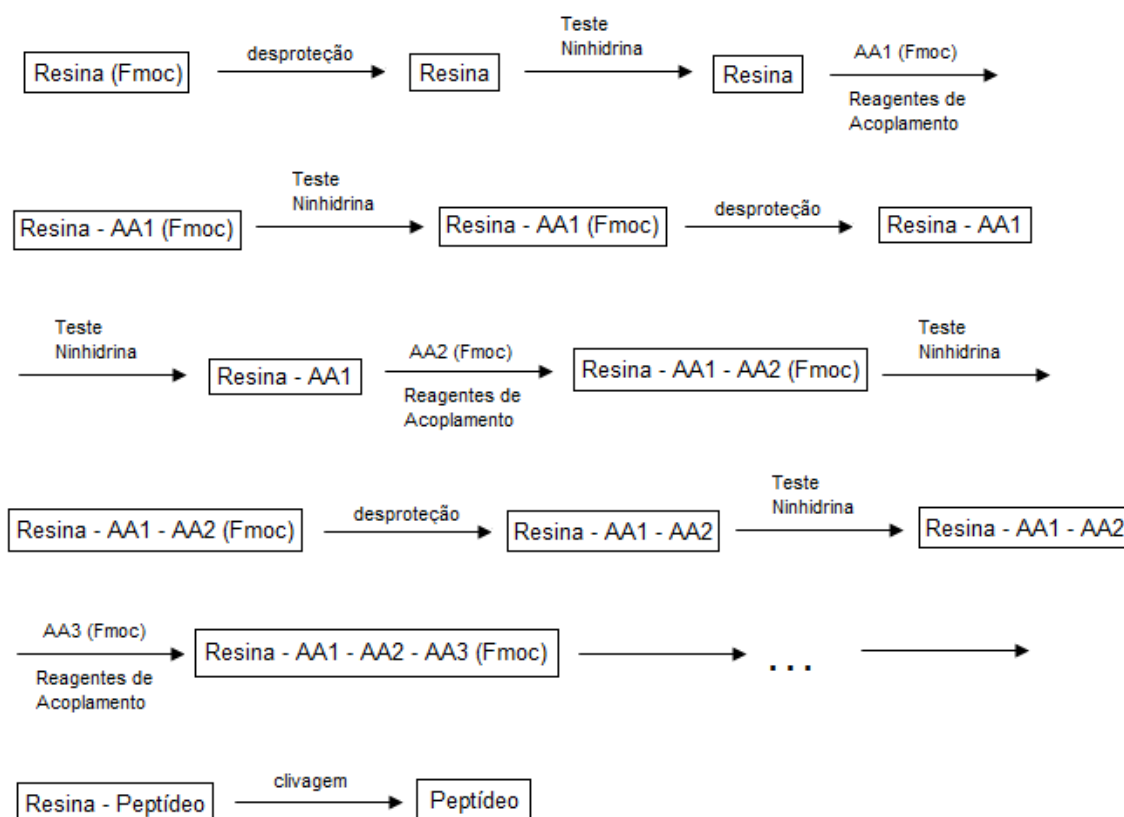 Teste
Ninhidrina
Resina (Fmoc)
desproteção
Resina
Resina
AA1 (Fmoc)
Reagentes de
Acoplamento
Teste
Ninhidrina
Resina - AA1 (Fmoc)
Resina - AA1 (Fmoc)
desproteção
Resina - AA1
Teste
Ninhidrina
Resina - AA1
AA2 (Fmoc)
Reagentes de
Acoplamento
Resina - AA1 - AA2 (Fmoc)
Teste
Ninhidrina
Resina - AA1 - AA2 (Fmoc)
desproteção
Resina - AA1 - AA2
Teste
Ninhidrina
Resina - AA1 - AA2
AA3 (Fmoc)
Reagentes de
Acoplamento
Resina - AA1 - AA2 - AA3 (Fmoc)
...
Resina - Peptídeo
clivagem
Peptídeo